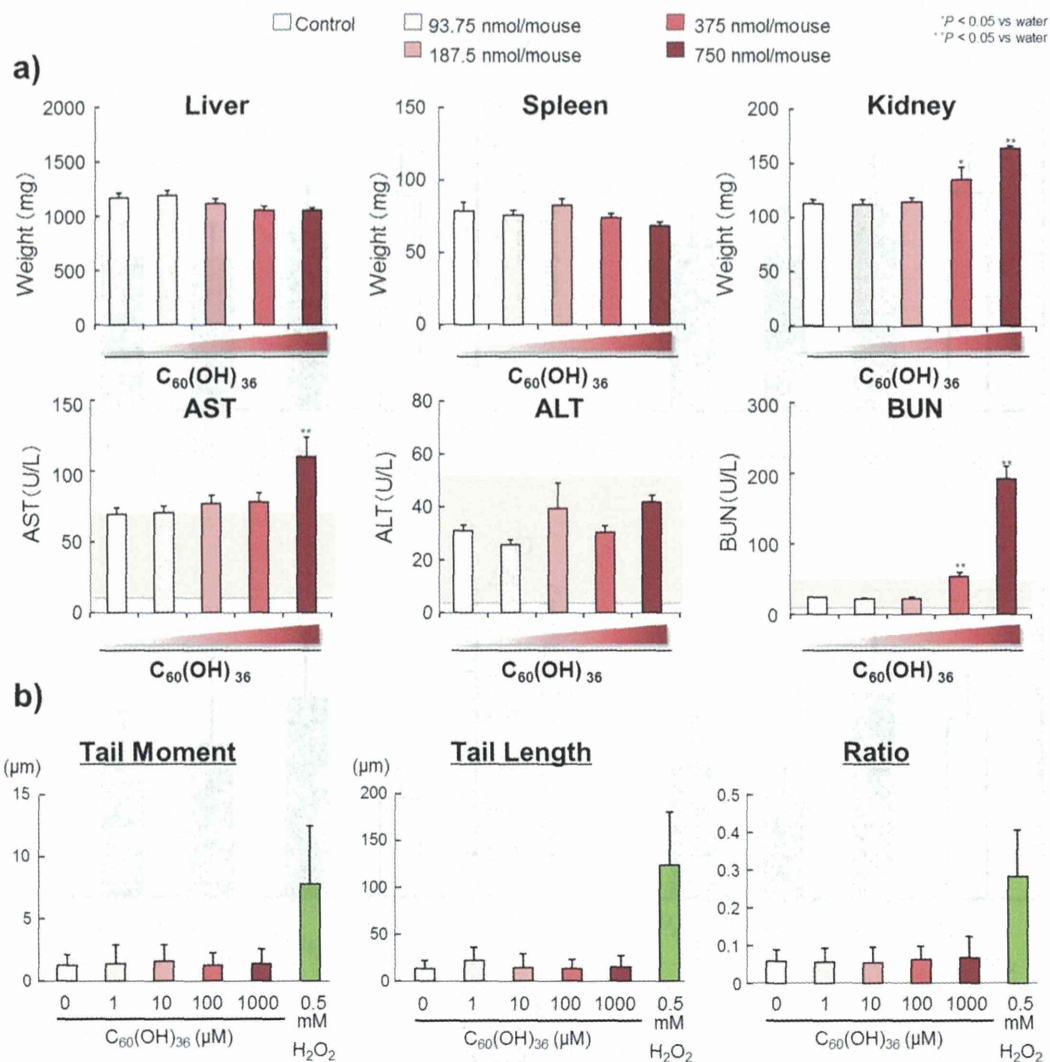 Control
93.75 nmol/mouse
375 nmol/mouse
187.5 nmol/mouse
750 nmol/mouse
*P < 0.05 vs water
**P < 0.05 vs water
a)
Liver
Spleen
Kidney
Weight (mg)
2000
1500
1000
500
0
Weight (mg)
150
100
50
0
Weight (mg)
200
150
100
50
0
*
**
C60(OH) 36
C60(OH) 36
C60(OH) 36
AST
ALT
BUN
AST (U/L)
150
100
50
0
**
ALT (U/L)
80
60
40
20
0
BUN(U/L)
300
200
100
0
**
**
C60(OH) 36
C60(OH) 36
C60(OH) 36
b)
Tail Moment
Tail Length
Ratio
(μm)
15
10
5
0
(μm)
200
150
100
50
0
0.5
0.4
0.3
0.2
0.1
0
0 1 10 100 1000 0.5 mM
C60(OH)36 (μM) H2O2
0 1 10 100 1000 0.5 mM
C60(OH)36 (μM) H2O2
0 1 10 100 1000 0.5 mM
C60(OH)36 (μM) H2O2